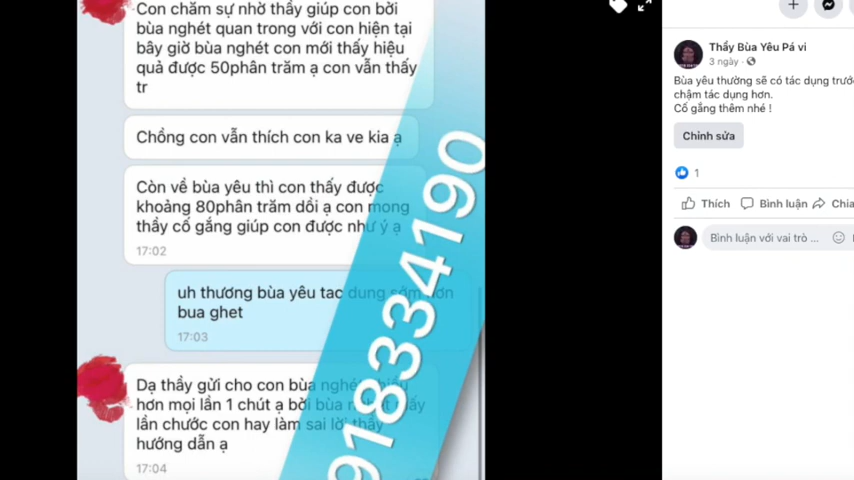 Con chăm sự nhờ thầy giúp con bởi
bùa nghét quan trong với con hiện tại
bây giờ bùa nghét con mới thấy hiệu
quả được 50phân trăm ạ con vẫn thấy
tr
Chồng con vẫn thích con ka ve kia ạ
Còn về bùa yêu thì con thấy được
khoảng 80phân trăm dồi ạ con mong
thầy cố gắng giúp con được như ý ạ
17:02
uh thương bùa yêu tac dung sớm hơn
bua ghet
17:03
Dạ thầy gửi cho con bùa nghét nhiều
hơn mọi lần 1 chút ạ bởi bùa nghét mấy
lần chước con hay làm sai lời thầy
hướng dẫn ạ
17:04
918334190
Thầy Bùa Yêu Pá vi
3 ngày ·
Bùa yêu thường sẽ có tác dụng trướ
chậm tác dụng hơn.
Cố gắng thêm nhé !
Chỉnh sửa
1
Thích Bình luận Chia
Bình luận với vai trò ...